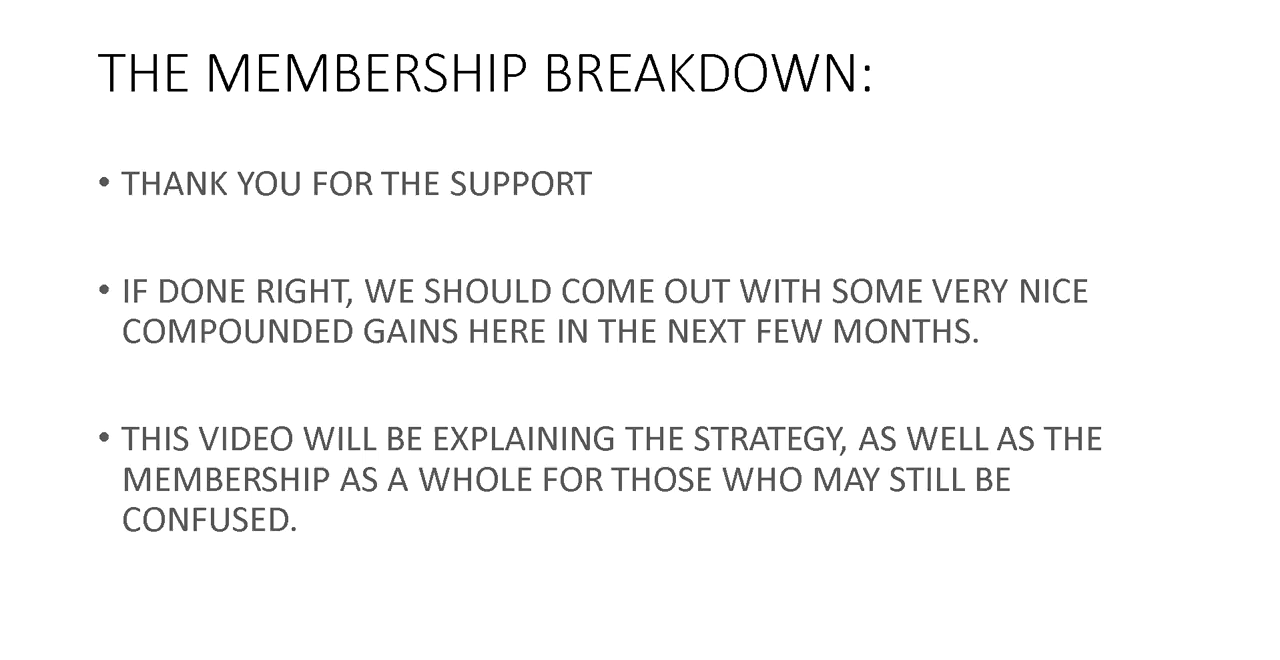 THE MEMBERSHIP BREAKDOWN:
• THANK YOU FOR THE SUPPORT
• IF DONE RIGHT, WE SHOULD COME OUT WITH SOME VERY NICE
COMPOUNDED GAINS HERE IN THE NEXT FEW MONTHS.
• THIS VIDEO WILL BE EXPLAINING THE STRATEGY, AS WELL AS THE
MEMBERSHIP AS A WHOLE FOR THOSE WHO MAY STILL BE
CONFUSED.